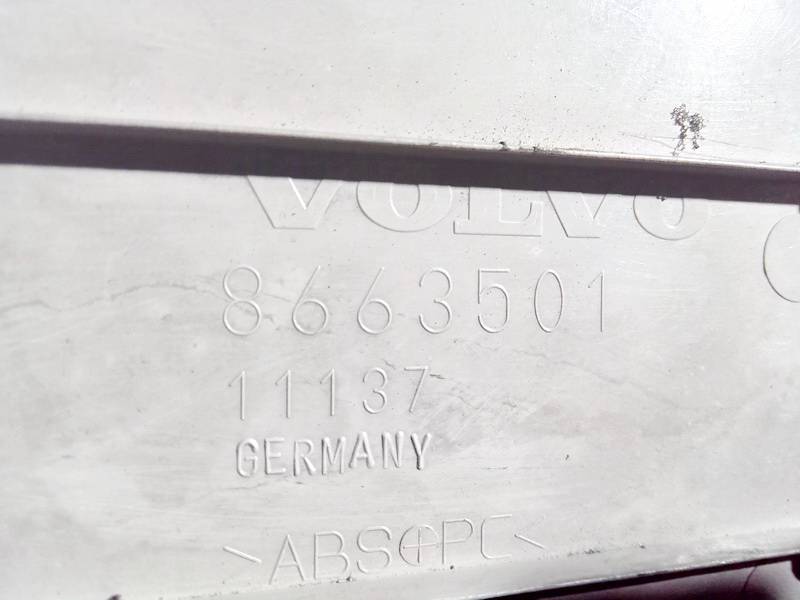 VOLVO
8663501
11137
GERMANY
>ABS+PC<